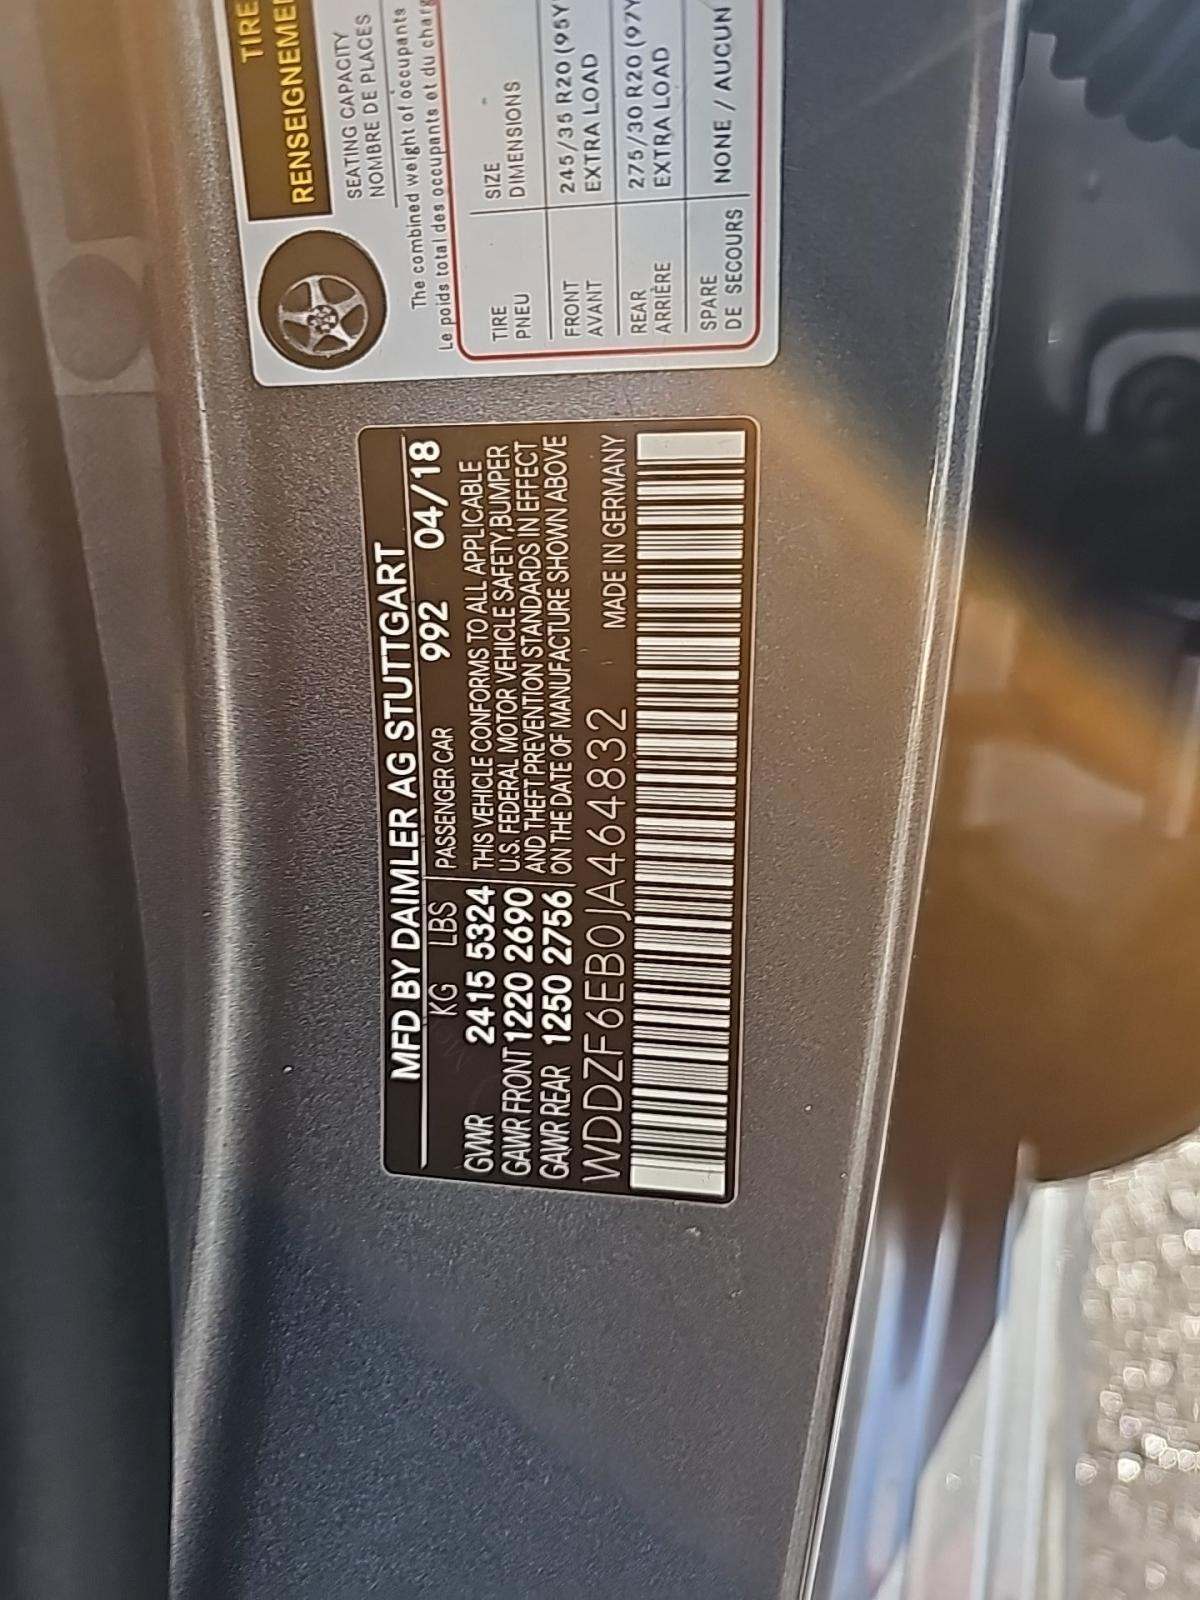 TIRE
RENSEIGNEMEN
SEATING CAPACITY
NOMBRE DE PLACES
The combined weight of occupants
Le poids total des occupants et du charg
TIRE SIZE
PNEU DIMENSIONS
FRONT 245/35 R20 (95Y
AVANT EXTRA LOAD
REAR 275/30 R20 (97Y
ARRIÈRE EXTRA LOAD
SPARE NONE / AUCUN
DE SECOURS
MFD BY DAIMLER AG STUTTGART
KG LBS PASSENGER CAR 992 04/18
GVWR 2415 5324 THIS VEHICLE CONFORMS TO ALL APPLICABLE
U.S. FEDERAL MOTOR VEHICLE SAFETY,BUMPER
GAWR FRONT 1220 2690 AND THEFT PREVENTION STANDARDS IN EFFECT
GAWR REAR 1250 2756 ON THE DATE OF MANUFACTURE SHOWN ABOVE
WDDZF6EB0JA464832 MADE IN GERMANY